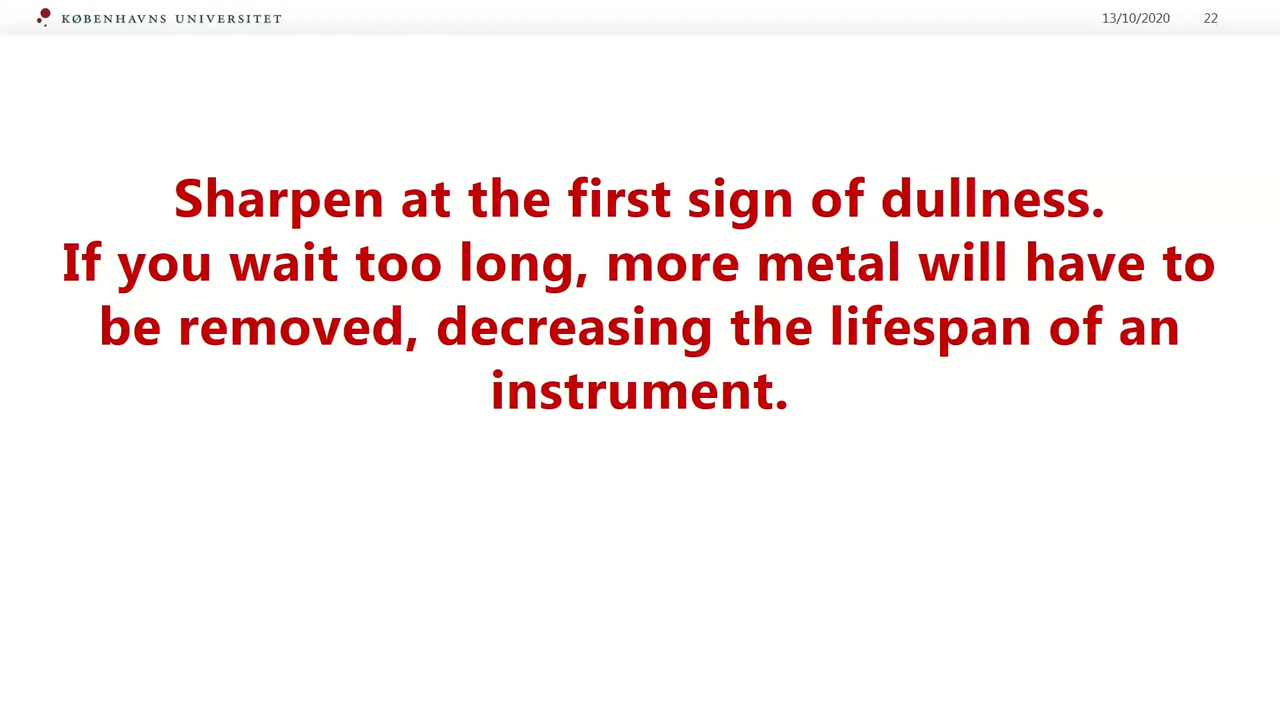 KØBENHAVNS UNIVERSITET
13/10/2020 22
Sharpen at the first sign of dullness.
If you wait too long, more metal will have to
be removed, decreasing the lifespan of an
instrument.